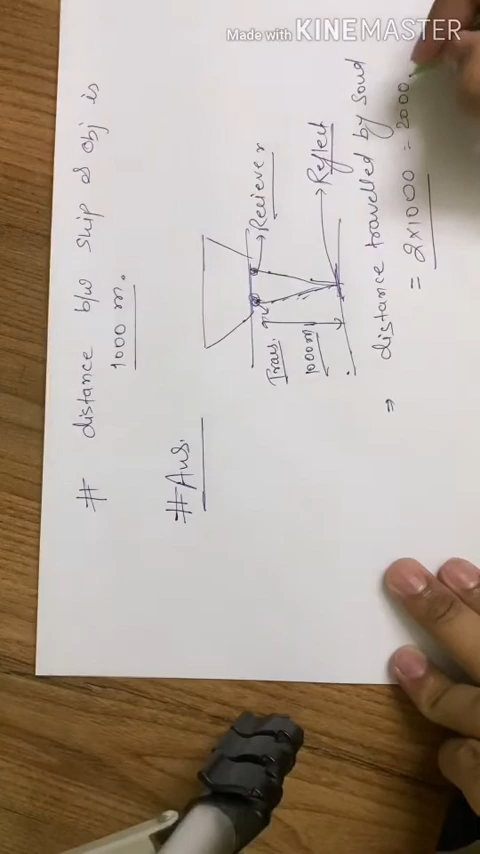 Made with KINEMASTER
# distance b/w ship & obj is
1000 m.
# Ans.
Reciever
Trans.
1000m
Reflect
⇒ distance travelled by sound
= 2×1000 = 2000